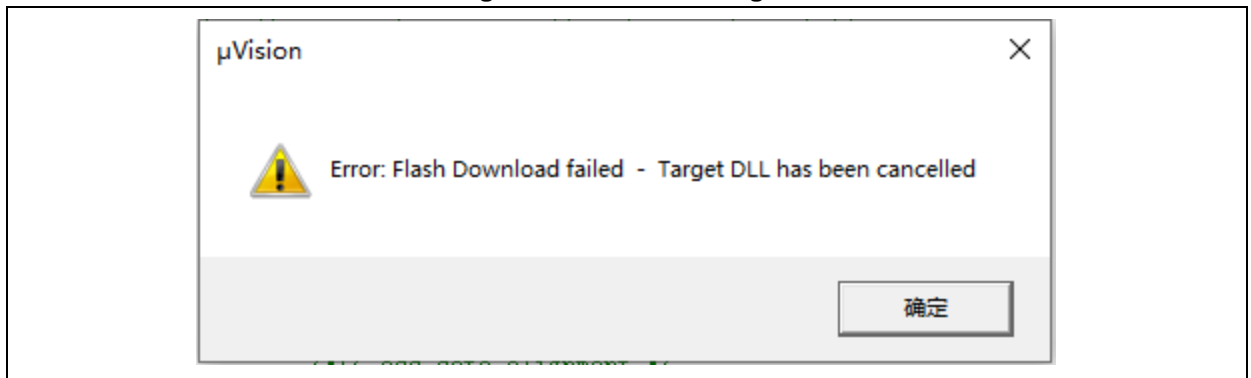 µVision
Error: Flash Download failed - Target DLL has been cancelled
确定